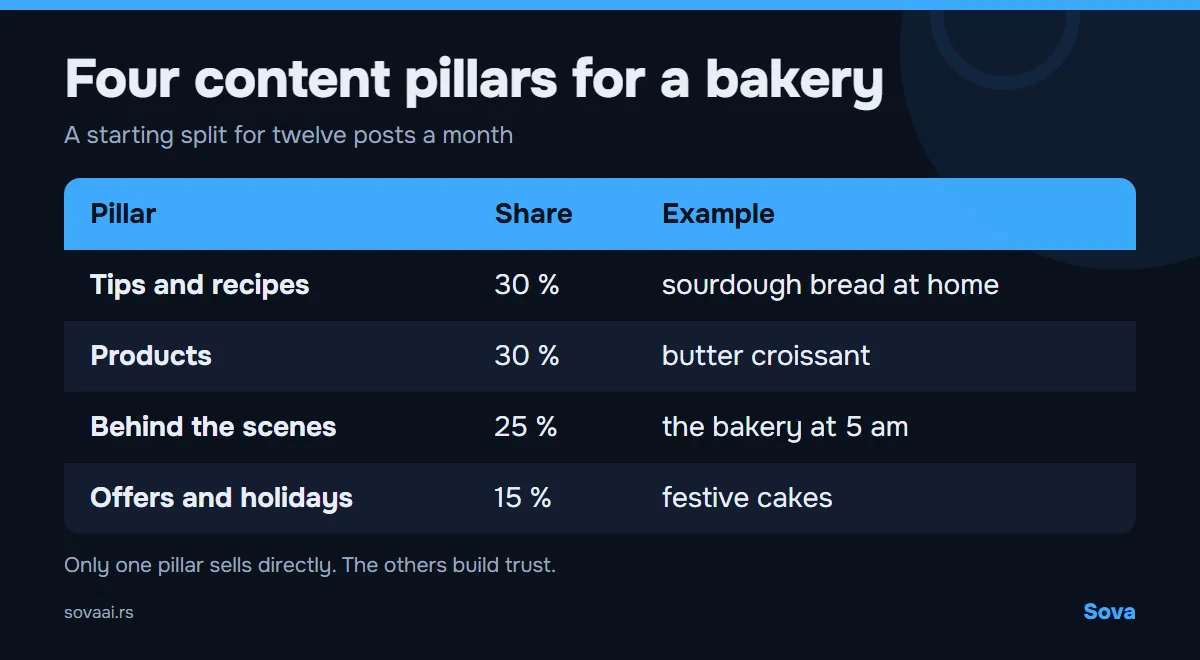 Four content pillars for a bakery
A starting split for twelve posts a month
Pillar Share Example
Tips and recipes 30 % sourdough bread at home
Products 30 % butter croissant
Behind the scenes 25 % the bakery at 5 am
Offers and holidays 15 % festive cakes
Only one pillar sells directly. The others build trust.
sovaai.rs Sova